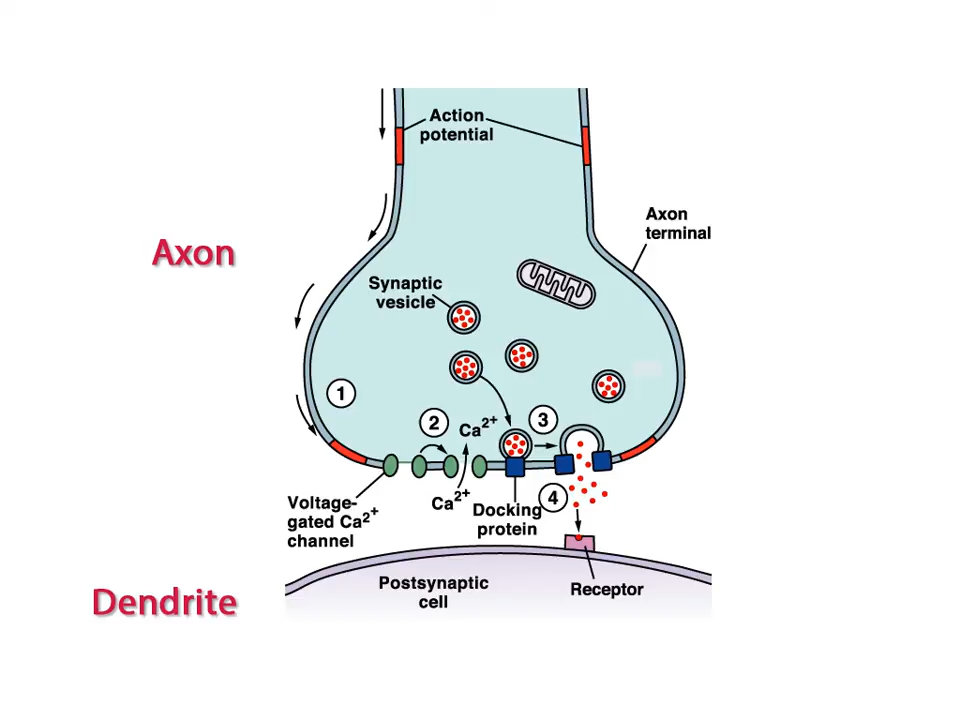 Action
potential
Axon
terminal
Axon
Synaptic
vesicle
1
2
Ca2+
3
Voltage-
gated Ca2+
channel
Ca2+
Docking
protein
4
Postsynaptic
cell
Receptor
Dendrite